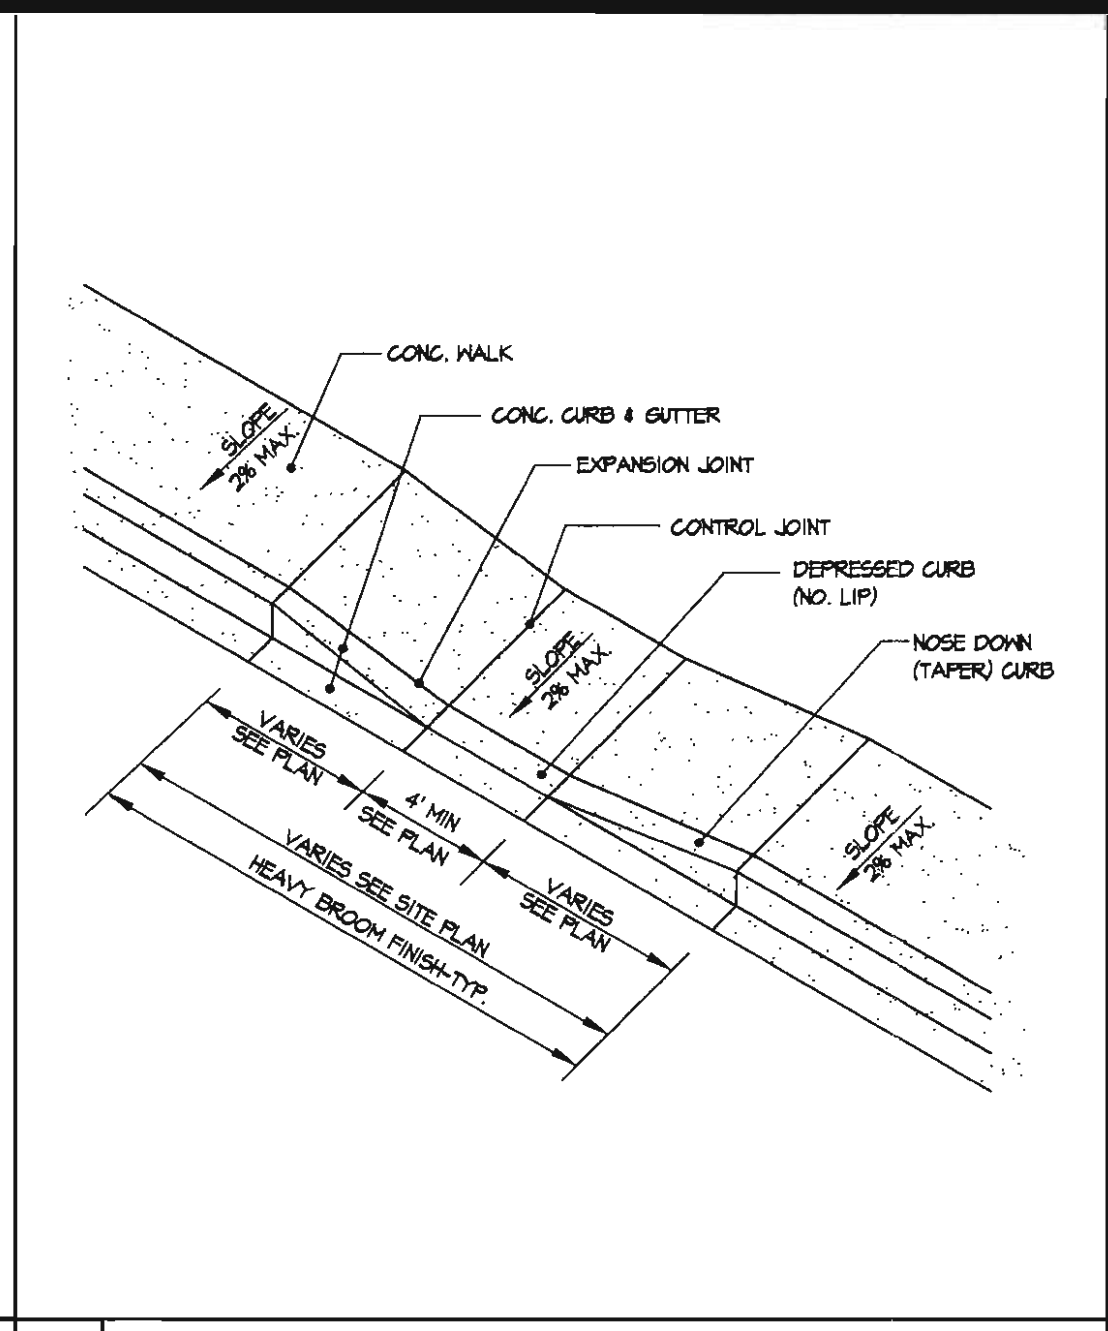 CONC. WALK
CONC. CURB & GUTTER
EXPANSION JOINT
CONTROL JOINT
DEPRESSED CURB
(NO. LIP)
NOSE DOWN
(TAPER) CURB
SLOPE
2% MAX.
SLOPE
2% MAX.
SLOPE
2% MAX.
VARIES
SEE PLAN
4' MIN
SEE PLAN
VARIES
SEE PLAN
VARIES SEE SITE PLAN
HEAVY BROOM FINISH-TYP.